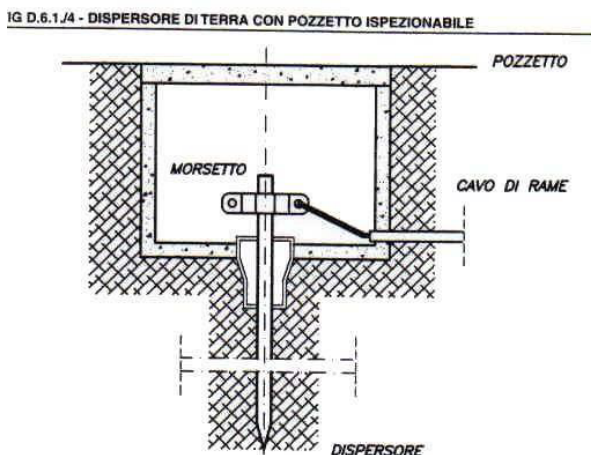 IG D.6.1./4 - DISPERSORE DI TERRA CON POZZETTO ISPEZIONABILE
POZZETTO
MORSETTO
CAVO DI RAME
DISPERSORE